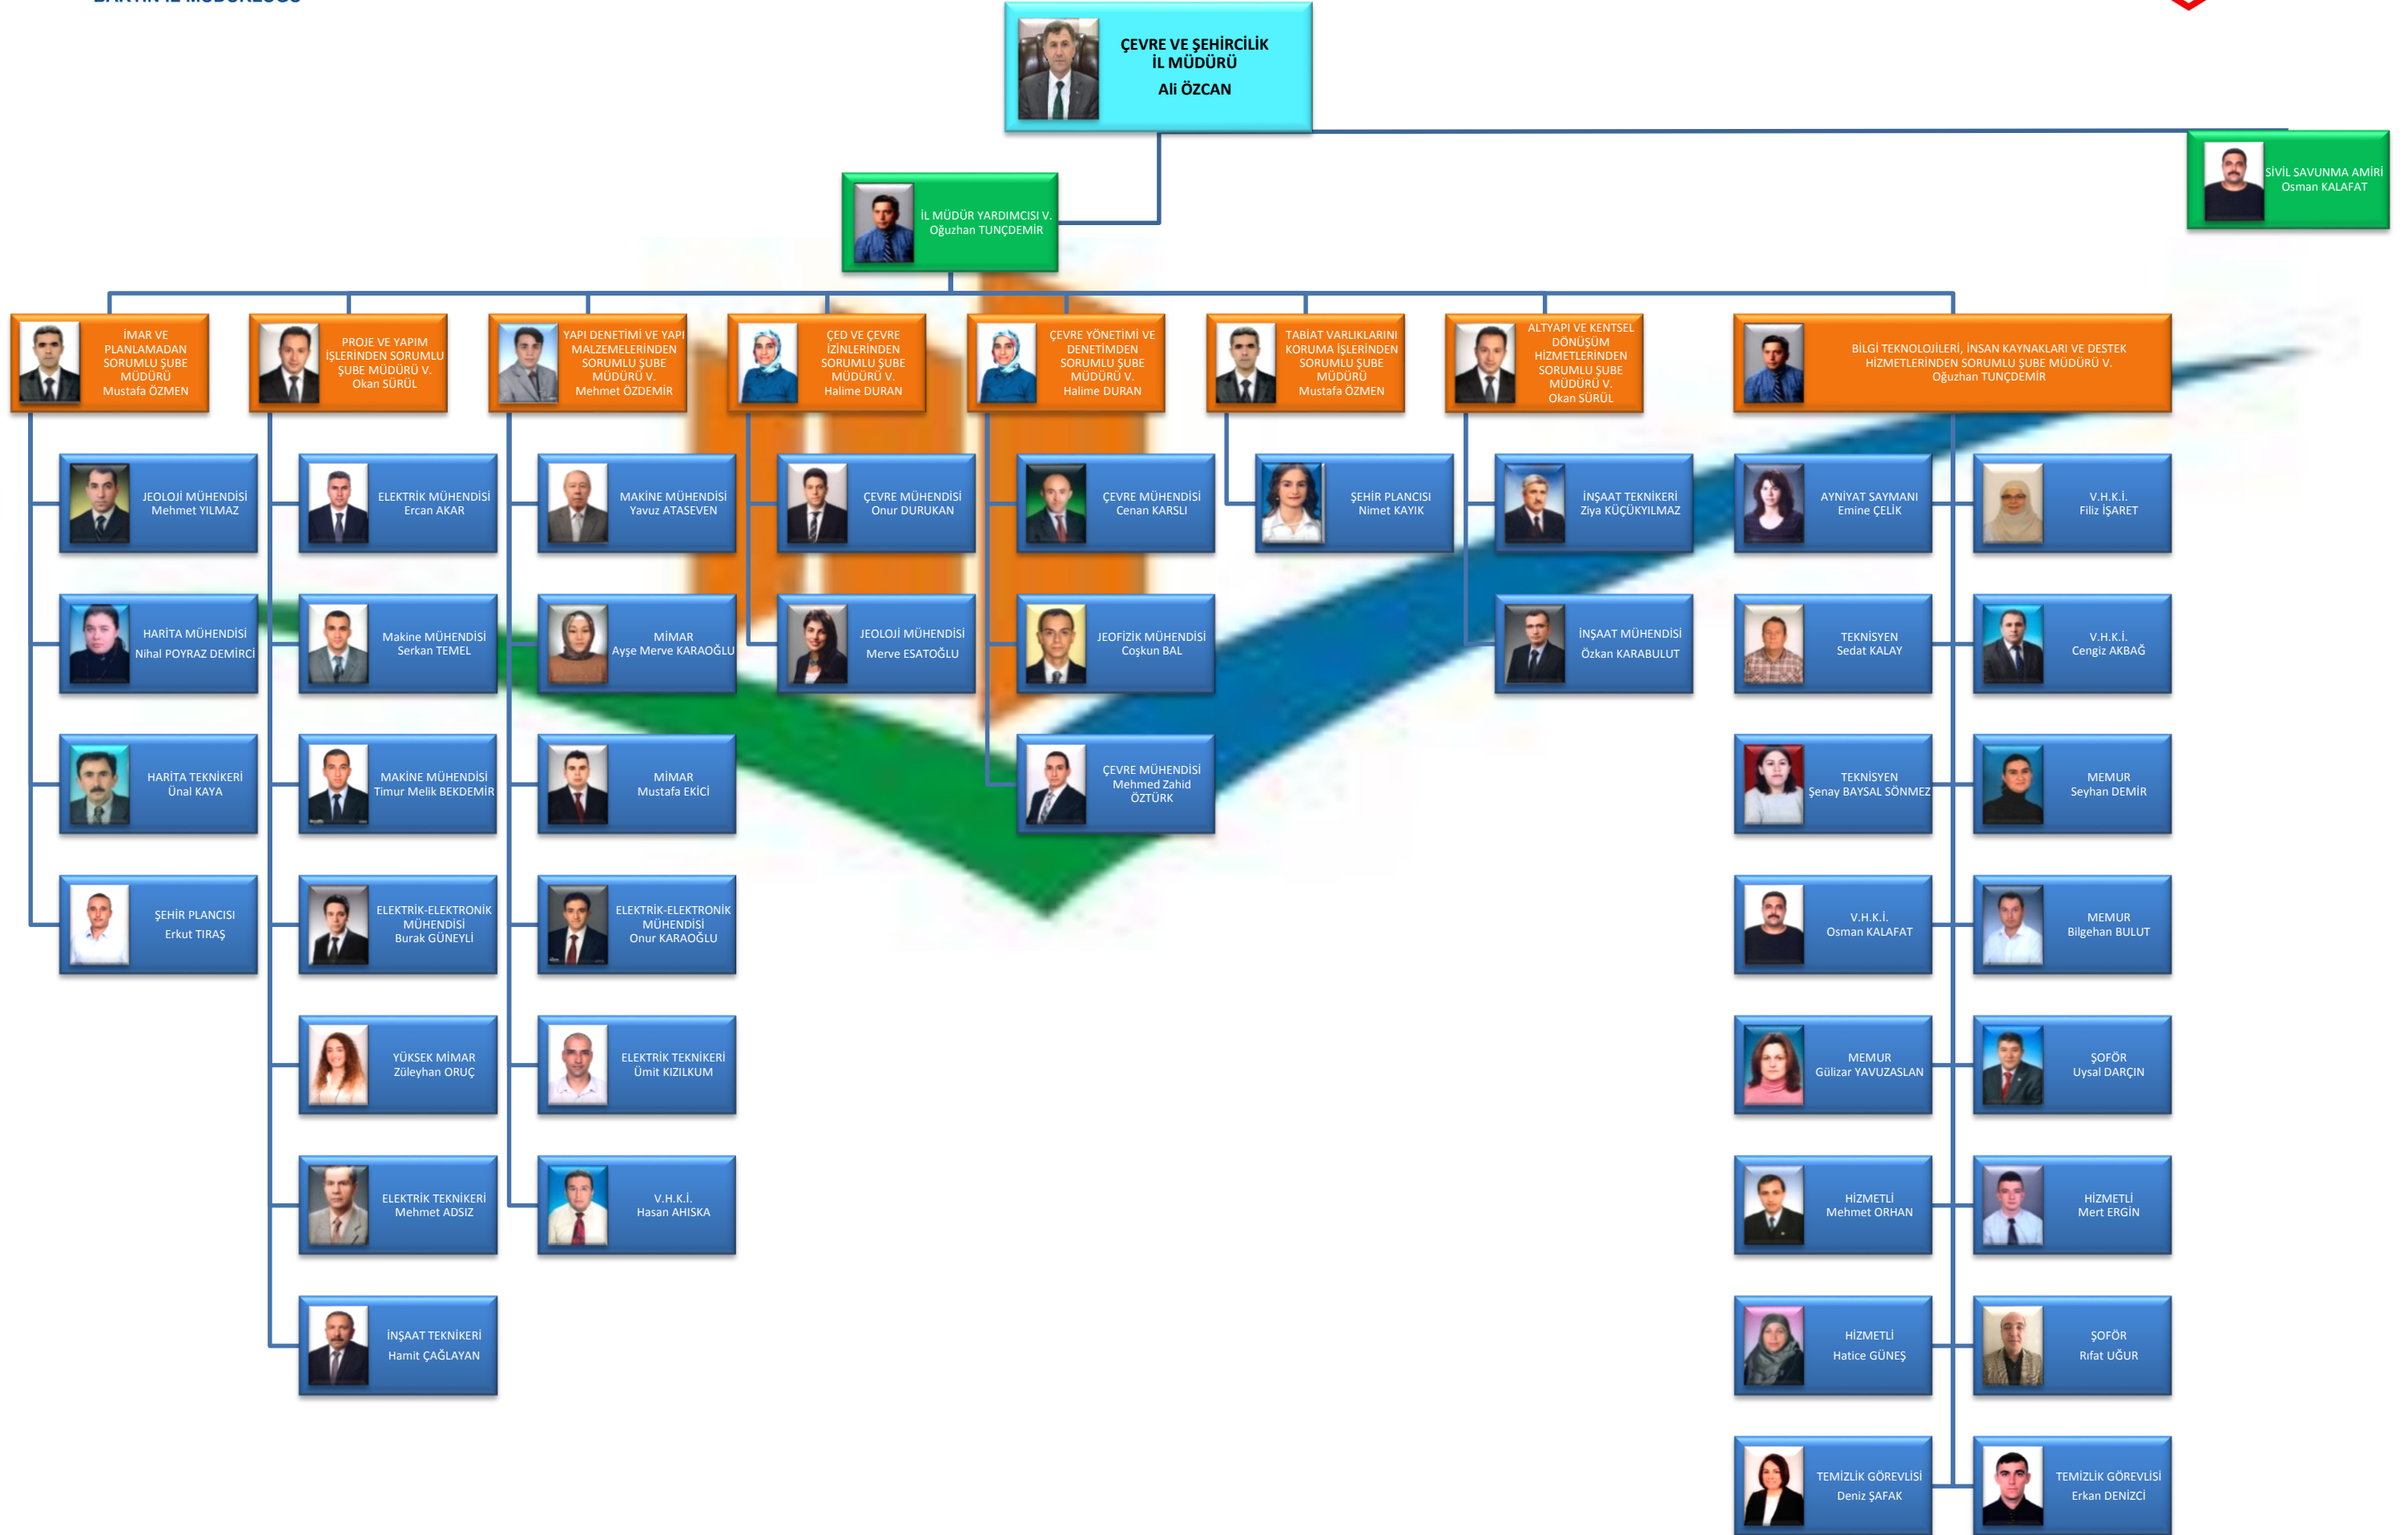 BARTIN İL MÜDÜRLÜĞÜ
ÇEVRE VE ŞEHİRCİLİK
İL MÜDÜRÜ
Ali ÖZCAN
SİVİL SAVUNMA AMİRİ
Osman KALAFAT
İL MÜDÜR YARDIMCISI V.
Oğuzhan TUNÇDEMİR
İMAR VE
PLANLAMADAN
SORUMLU ŞUBE
MÜDÜRÜ
Mustafa ÖZMEN
PROJE VE YAPIM
İŞLERİNDEN SORUMLU
ŞUBE MÜDÜRÜ V.
Okan SÜRÜL
YAPI DENETİMİ VE YAPI
MALZEMELERİNDEN
SORUMLU ŞUBE
MÜDÜRÜ V.
Mehmet ÖZDEMİR
ÇED VE ÇEVRE
İZİNLERİNDEN
SORUMLU ŞUBE
MÜDÜRÜ V.
Halime DURAN
ÇEVRE YÖNETİMİ VE
DENETİMDEN
SORUMLU ŞUBE
MÜDÜRÜ V.
Halime DURAN
TABİAT VARLIKLARINI
KORUMA İŞLERİNDEN
SORUMLU ŞUBE
MÜDÜRÜ
Mustafa ÖZMEN
ALTYAPI VE KENTSEL
DÖNÜŞÜM
HİZMETLERİNDEN
SORUMLU ŞUBE
MÜDÜRÜ V.
Okan SÜRÜL
BİLGİ TEKNOLOJİLERİ, İNSAN KAYNAKLARI VE DESTEK
HİZMETLERİNDEN SORUMLU ŞUBE MÜDÜRÜ V.
Oğuzhan TUNÇDEMİR
JEOLOJİ MÜHENDİSİ
Mehmet YILMAZ
HARİTA MÜHENDİSİ
Nihal POYRAZ DEMİRCİ
HARİTA TEKNİKERİ
Ünal KAYA
ŞEHİR PLANCISI
Erkut TIRAŞ
ELEKTRİK MÜHENDİSİ
Ercan AKAR
Makine MÜHENDİSİ
Serkan TEMEL
MAKİNE MÜHENDİSİ
Timur Melik BEKDEMİR
ELEKTRİK-ELEKTRONİK
MÜHENDİSİ
Burak GÜNEYLİ
YÜKSEK MİMAR
Züleyhan ORUÇ
ELEKTRİK TEKNİKERİ
Mehmet ADSIZ
İNŞAAT TEKNİKERİ
Hamit ÇAĞLAYAN
MAKİNE MÜHENDİSİ
Yavuz ATASEVEN
MİMAR
Ayşe Merve KARAOĞLU
MİMAR
Mustafa EKİCİ
ELEKTRİK-ELEKTRONİK
MÜHENDİSİ
Onur KARAOĞLU
ELEKTRİK TEKNİKERİ
Ümit KIZILKUM
V.H.K.İ.
Hasan AHISKA
ÇEVRE MÜHENDİSİ
Onur DURUKAN
JEOLOJİ MÜHENDİSİ
Merve ESATOĞLU
ÇEVRE MÜHENDİSİ
Cenan KARSLI
JEOFİZİK MÜHENDİSİ
Coşkun BAL
ÇEVRE MÜHENDİSİ
Mehmed Zahid
ÖZTÜRK
ŞEHİR PLANCISI
Nimet KAYIK
İNŞAAT TEKNİKERİ
Ziya KÜÇÜKYILMAZ
İNŞAAT MÜHENDİSİ
Özkan KARABULUT
AYNİYAT SAYMANI
Emine ÇELİK
V.H.K.İ.
Filiz İŞARET
TEKNİSYEN
Sedat KALAY
V.H.K.İ.
Cengiz AKBAĞ
TEKNİSYEN
Şenay BAYSAL SÖNMEZ
MEMUR
Seyhan DEMİR
V.H.K.İ.
Osman KALAFAT
MEMUR
Bilgehan BULUT
MEMUR
Gülizar YAVUZASLAN
ŞOFÖR
Uysal DARÇIN
HİZMETLİ
Mehmet ORHAN
HİZMETLİ
Mert ERGİN
HİZMETLİ
Hatice GÜNEŞ
ŞOFÖR
Rıfat UĞUR
TEMİZLİK GÖREVLİSİ
Deniz ŞAFAK
TEMİZLİK GÖREVLİSİ
Erkan DENİZCİ